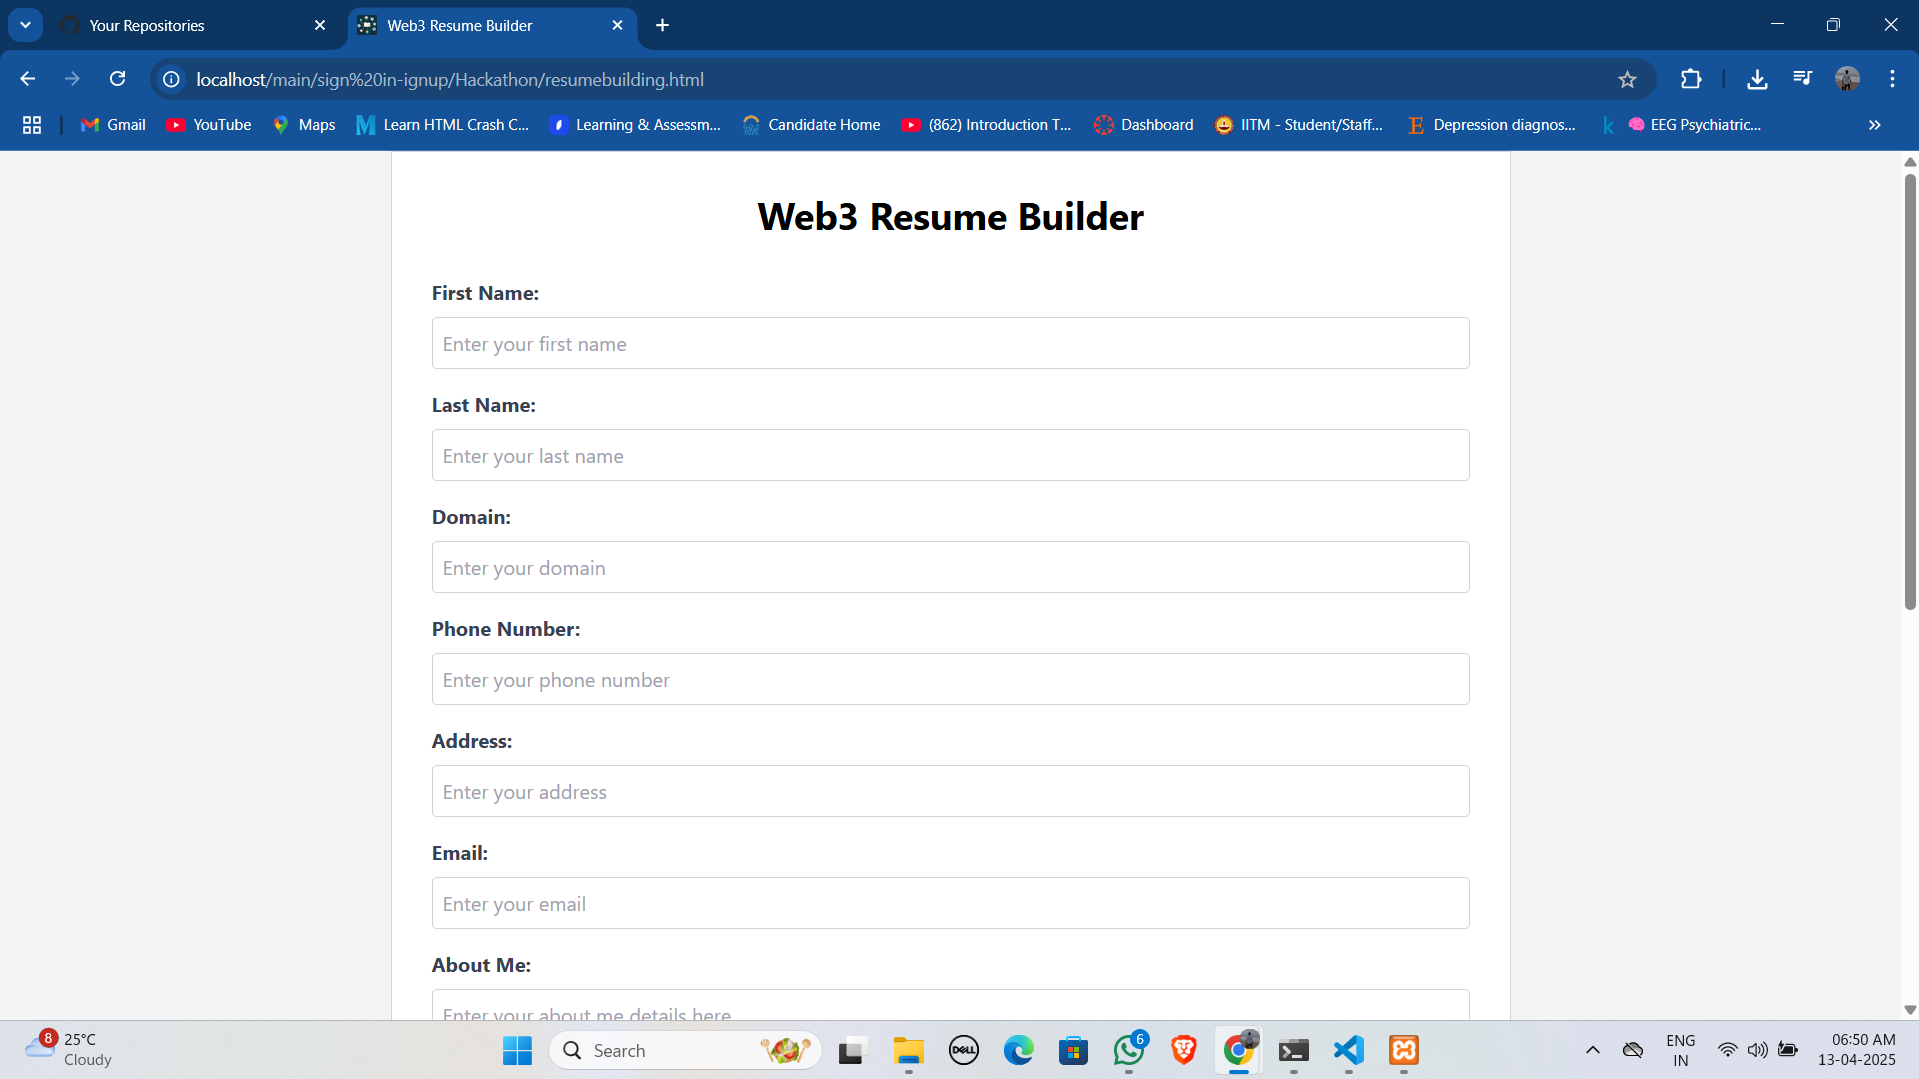 Your Repositories
Web3 Resume Builder
localhost/main/sign%20in-ignup/Hackathon/resumebuilding.html
Gmail
YouTube
Maps
Learn HTML Crash C...
Learning & Assessm...
Candidate Home
(862) Introduction T...
Dashboard
IITM - Student/Staff...
Depression diagnos...
EEG Psychiatric...
Web3 Resume Builder
First Name:
Enter your first name
Last Name:
Enter your last name
Domain:
Enter your domain
Phone Number:
Enter your phone number
Address:
Enter your address
Email:
Enter your email
About Me:
Enter your about me details here
8
25°C
Cloudy
Search
DELL
6
ENG
IN
06:50 AM
13-04-2025